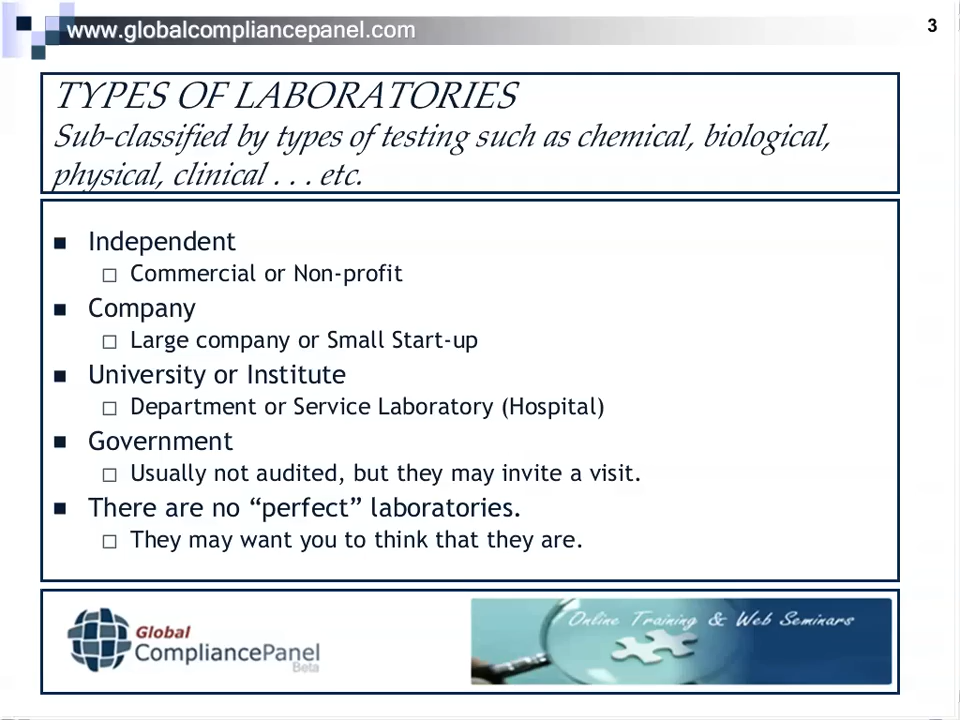 www.globalcompliancepanel.com
3
TYPES OF LABORATORIES
Sub-classified by types of testing such as chemical, biological,
physical, clinical . . . etc.
Independent
Commercial or Non-profit
Company
Large company or Small Start-up
University or Institute
Department or Service Laboratory (Hospital)
Government
Usually not audited, but they may invite a visit.
There are no “perfect” laboratories.
They may want you to think that they are.
Global
CompliancePanel
Beta
Online Training & Web Seminars